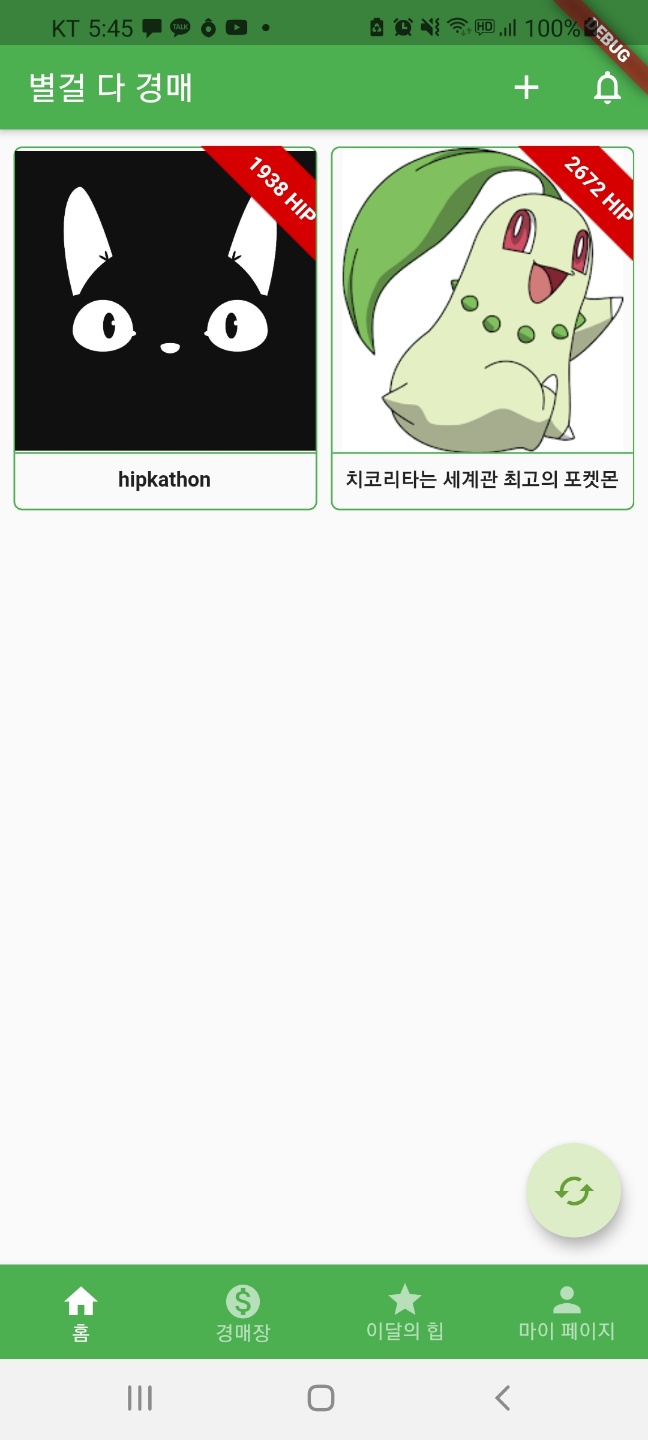 KT 5:45 TALK HD 100%
DEBUG
별걸 다 경매
1938 HIP
2672 HIP
hipkathon
치코리타는 세계관 최고의 포켓몬
홈
경매장
이달의 힙
마이 페이지